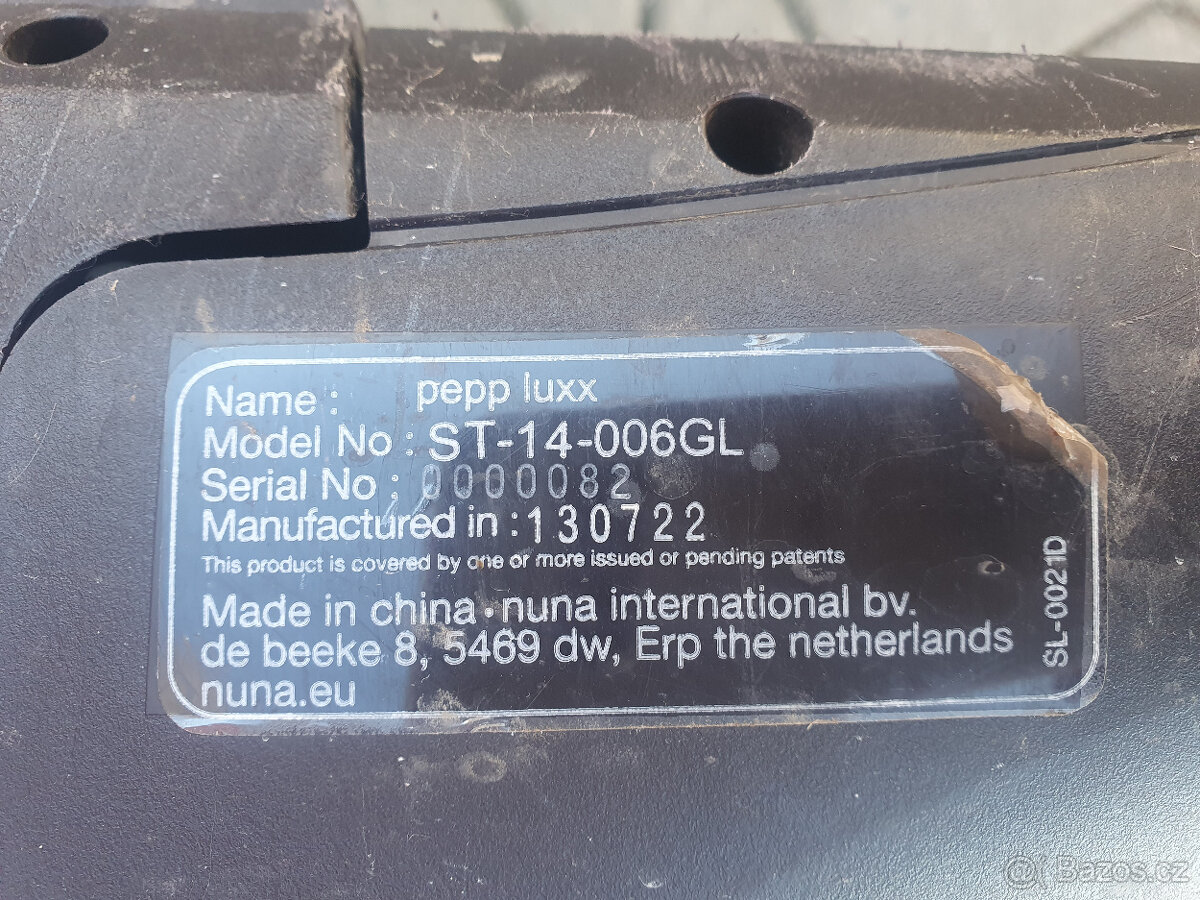 Name : pepp luxx
Model No : ST-14-006GL
Serial No : 0000082
Manufactured in : 130722
This product is covered by one or more issued or pending patents
Made in china · nuna international bv.
de beeke 8, 5469 dw, Erp the netherlands
nuna.eu
SL-0021D
Bazos.cz